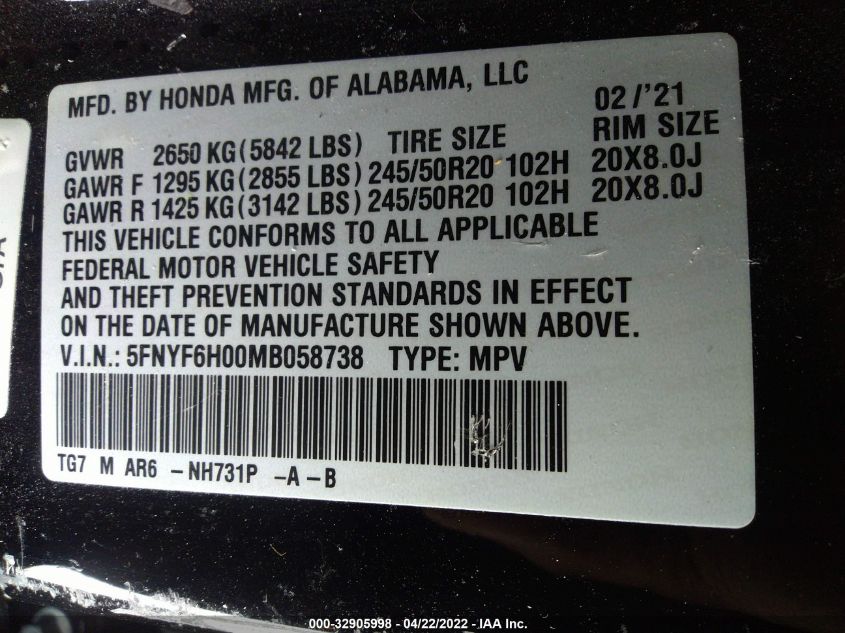 MFD. BY HONDA MFG. OF ALABAMA, LLC 02/'21
TIRE SIZE RIM SIZE
GVWR 2650 KG(5842 LBS)
GAWR F 1295 KG(2855 LBS) 245/50R20 102H 20X8.0J
GAWR R 1425 KG(3142 LBS) 245/50R20 102H 20X8.0J
THIS VEHICLE CONFORMS TO ALL APPLICABLE
FEDERAL MOTOR VEHICLE SAFETY
AND THEFT PREVENTION STANDARDS IN EFFECT
ON THE DATE OF MANUFACTURE SHOWN ABOVE.
V.I.N.: 5FNYF6H00MB058738 TYPE: MPV
TG7 M AR6 -NH731P -A-B
000-32905998 - 04/22/2022 - IAA Inc.